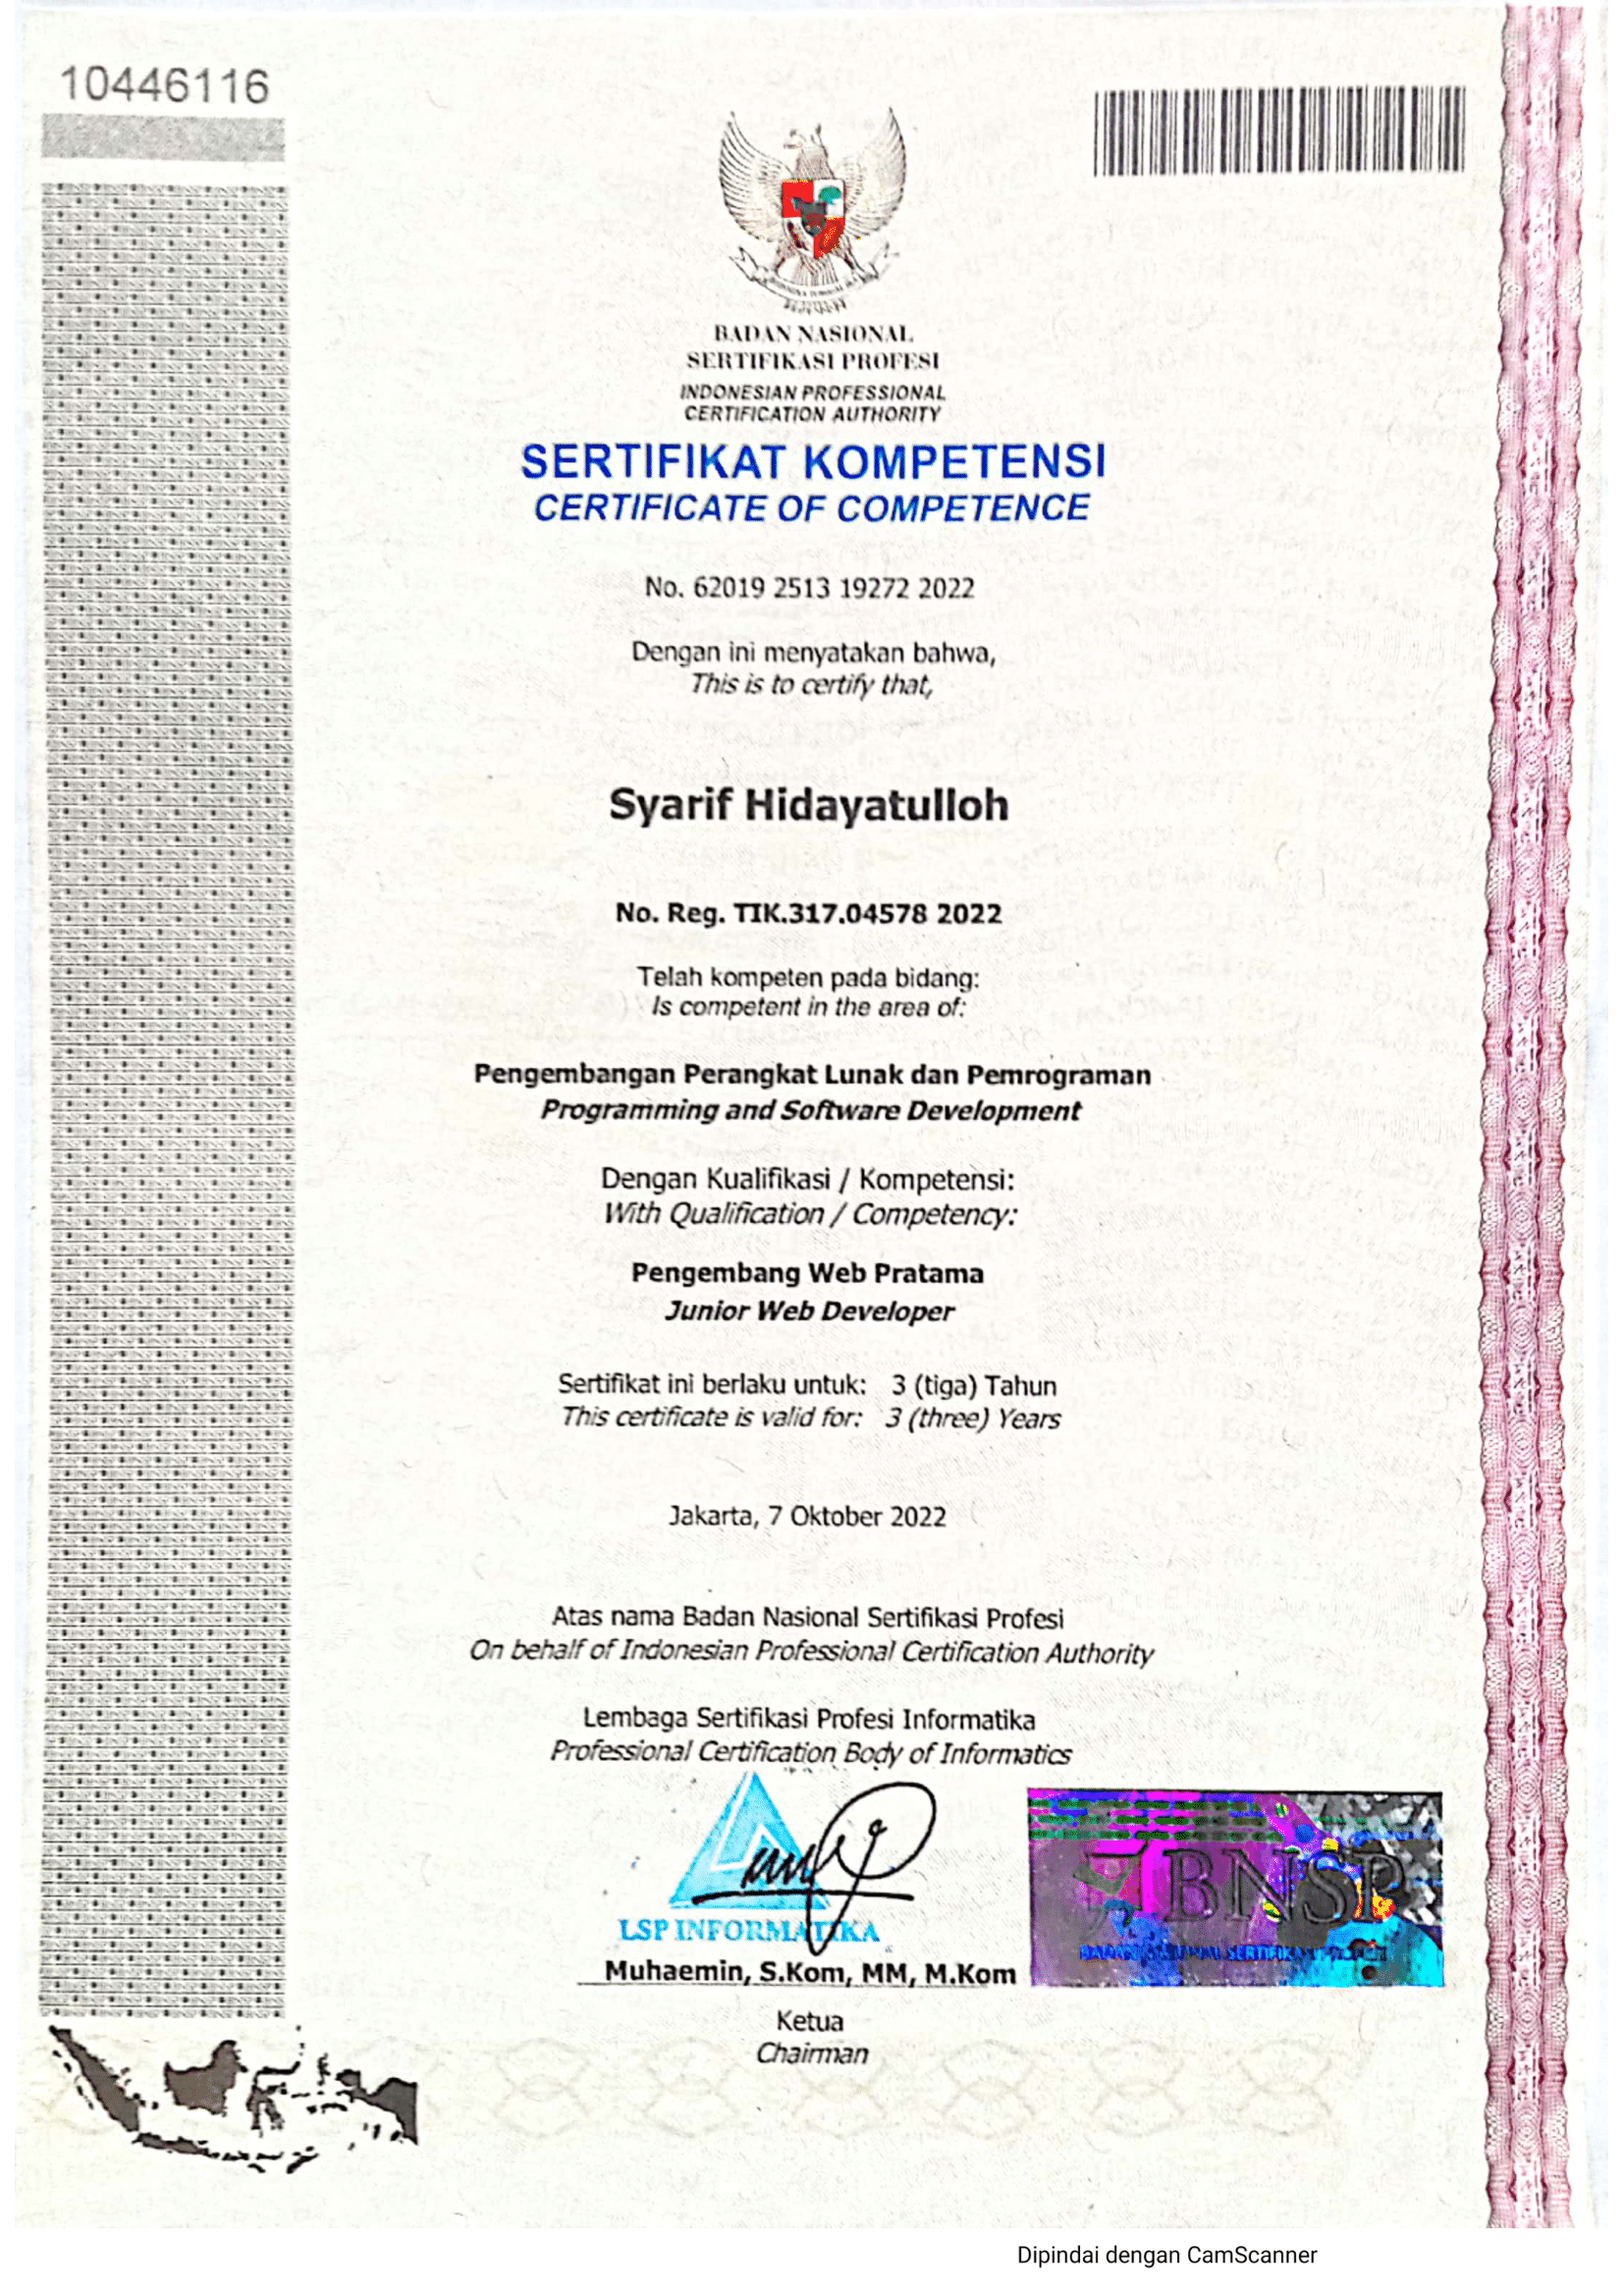 10446116
BADAN NASIONAL
SERTIFIKASI PROFESI
INDONESIAN PROFESSIONAL
CERTIFICATION AUTHORITY
SERTIFIKAT KOMPETENSI
CERTIFICATE OF COMPETENCE
No. 62019 2513 19272 2022
Dengan ini menyatakan bahwa,
This is to certify that,
Syarif Hidayatulloh
No. Reg. TIK.317.04578 2022
Telah kompeten pada bidang:
Is competent in the area of:
Pengembangan Perangkat Lunak dan Pemrograman
Programming and Software Development
Dengan Kualifikasi / Kompetensi:
With Qualification / Competency:
Pengembang Web Pratama
Junior Web Developer
Sertifikat ini berlaku untuk: 3 (tiga) Tahun
This certificate is valid for: 3 (three) Years
Jakarta, 7 Oktober 2022
Atas nama Badan Nasional Sertifikasi Profesi
On behalf of Indonesian Professional Certification Authority
Lembaga Sertifikasi Profesi Informatika
Professional Certification Body of Informatics
LSP INFORMATIKA
BNSP
BADAN NASIONAL SERTIFIKASI PROFESI
Muhaemin, S.Kom, MM, M.Kom
Ketua
Chairman
Dipindai dengan CamScanner